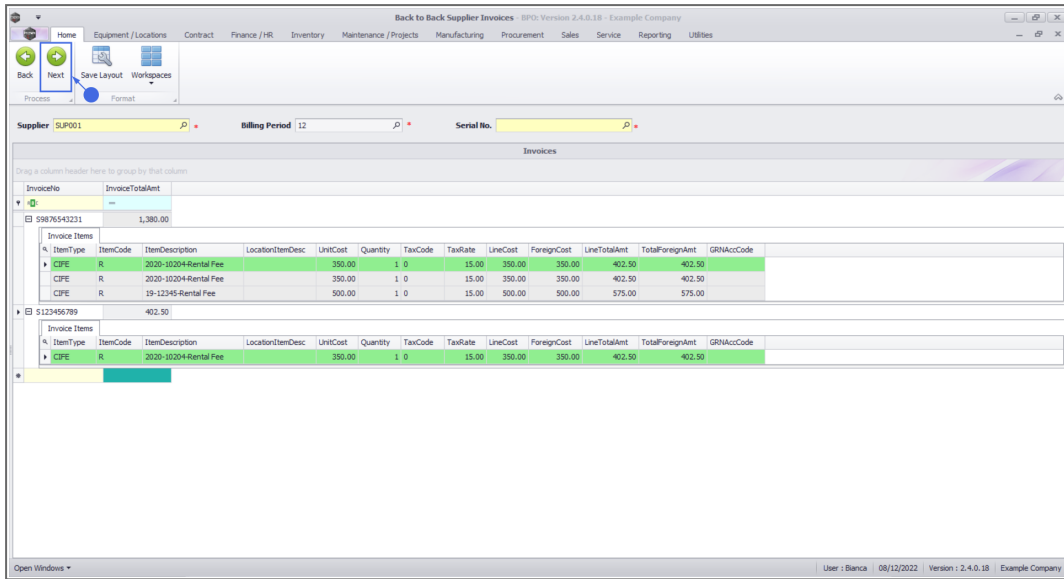 Back to Back Supplier Invoices - BPO: Version 2.4.0.18 - Example Company
Home Equipment / Locations Contract Finance / HR Inventory Maintenance / Projects Manufacturing Procurement Sales Service Reporting Utilities
Back Next Save Layout Workspaces
Process Format
Supplier SUP001 * Billing Period 12 * Serial No. *
Invoices
Drag a column header here to group by that column
InvoiceNo InvoiceTotalAmt
=
S9876543231 1,380.00
Invoice Items
ItemType ItemCode ItemDescription LocationItemDesc UnitCost Quantity TaxCode TaxRate LineCost ForeignCost LineTotalAmt TotalForeignAmt GRNAccCode
CIFE R 2020-10204-Rental Fee 350.00 1 0 15.00 350.00 350.00 402.50 402.50
CIFE R 2020-10204-Rental Fee 350.00 1 0 15.00 350.00 350.00 402.50 402.50
CIFE R 19-12345-Rental Fee 500.00 1 0 15.00 500.00 500.00 575.00 575.00
S123456789 402.50
Invoice Items
ItemType ItemCode ItemDescription LocationItemDesc UnitCost Quantity TaxCode TaxRate LineCost ForeignCost LineTotalAmt TotalForeignAmt GRNAccCode
CIFE R 2020-10204-Rental Fee 350.00 1 0 15.00 350.00 350.00 402.50 402.50
Open Windows User : Bianca 08/12/2022 Version : 2.4.0.18 Example Company